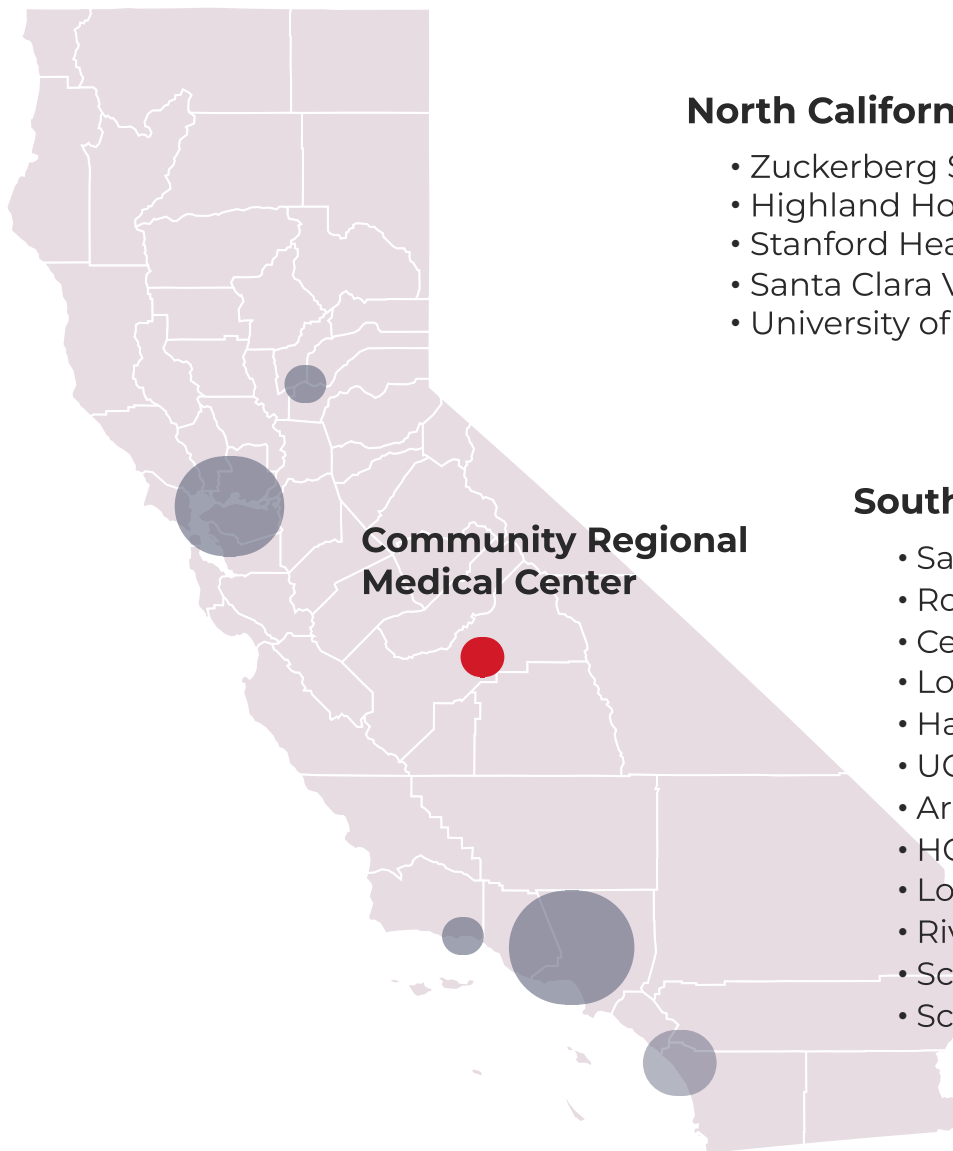 North Californ
• Zuckerberg S
• Highland Ho
• Stanford Hea
• Santa Clara V
• University of
Community Regional
Medical Center
South
• Sa
• Ro
• Ce
• Lo
• Ha
• UC
• Ar
• HC
• Lo
• Riv
• Sc
• Sc